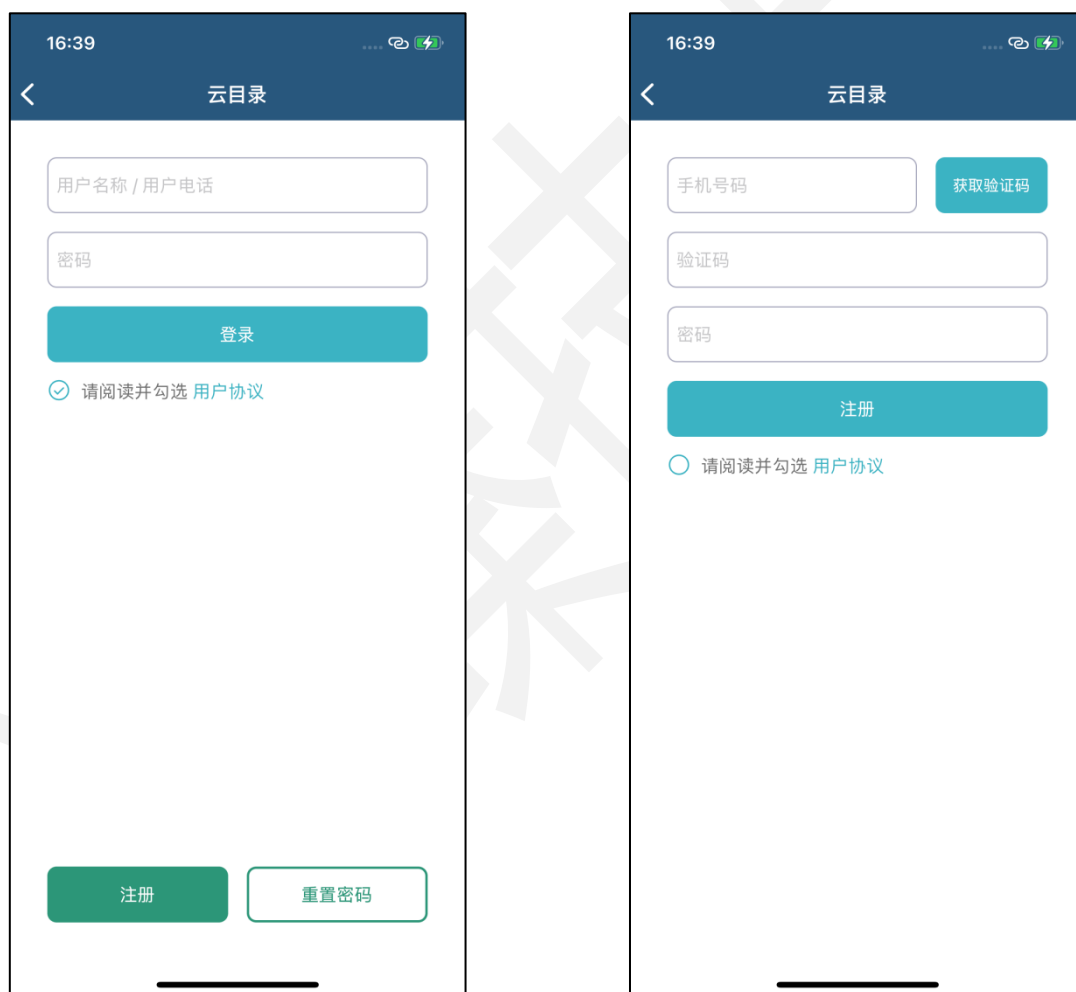 16:39
云目录
用户名称 / 用户电话
密码
登录
请阅读并勾选 用户协议
注册
重置密码
16:39
云目录
手机号码
获取验证码
验证码
密码
注册
请阅读并勾选 用户协议